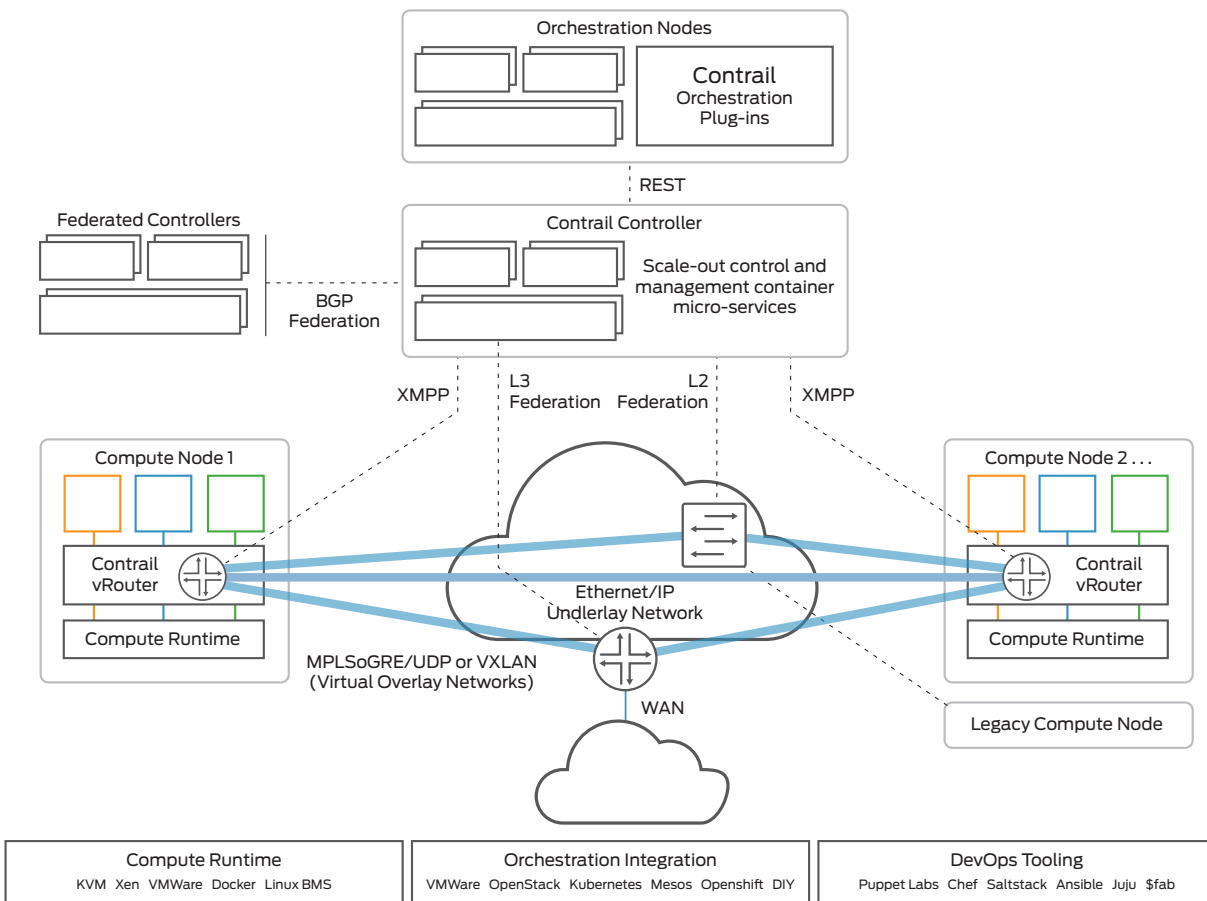 Orchestration Nodes
Contrail
Orchestration
Plug-ins
REST
Federated Controllers
Contrail Controller
Scale-out control and
management container
micro-services
BGP
Federation
XMPP
L3
Federation
L2
Federation
XMPP
Compute Node 1
Compute Node 2 . . .
Contrail
vRouter
Contrail
vRouter
Ethernet/IP
Undlerlay Network
Compute Runtime
Compute Runtime
MPLSoGRE/UDP or VXLAN
(Virtual Overlay Networks)
WAN
Legacy Compute Node
Compute Runtime
KVM Xen VMWare Docker Linux BMS
Orchestration Integration
VMWare OpenStack Kubernetes Mesos Openshift DIY
DevOps Tooling
Puppet Labs Chef Saltstack Ansible Juju $fab